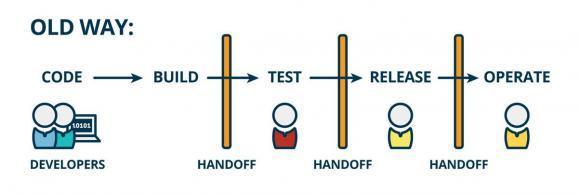 OLD WAY:
CODE BUILD TEST RELEASE OPERATE
10101
DEVELOPERS HANDOFF HANDOFF HANDOFF